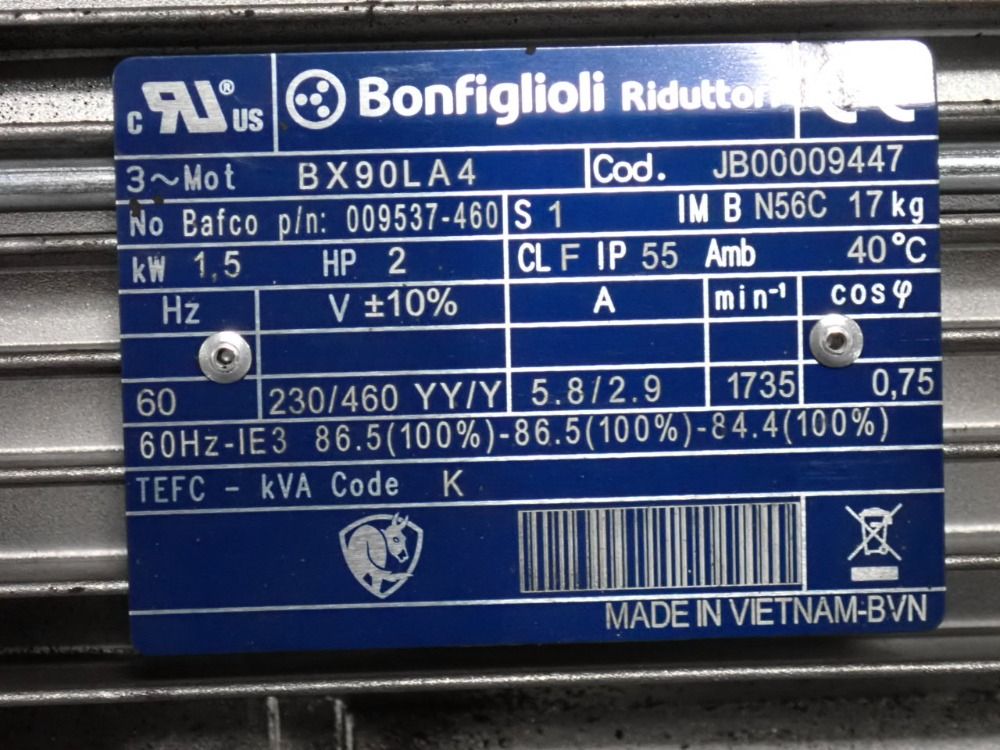 c RU ® US Bonfiglioli Riduttori CE
3~Mot BX90LA4 Cod. JB00009447
No Bafco p/n: 009537-460 S 1 IM B N56C 17 kg
kW 1,5 HP 2 CL F IP 55 Amb 40°C
Hz V ±10% A min⁻¹ cosφ
60 230/460 YY/Y 5.8/2.9 1735 0,75
60Hz-IE3 86.5(100%)-86.5(100%)-84.4(100%)
TEFC - kVA Code K
MADE IN VIETNAM-BVN